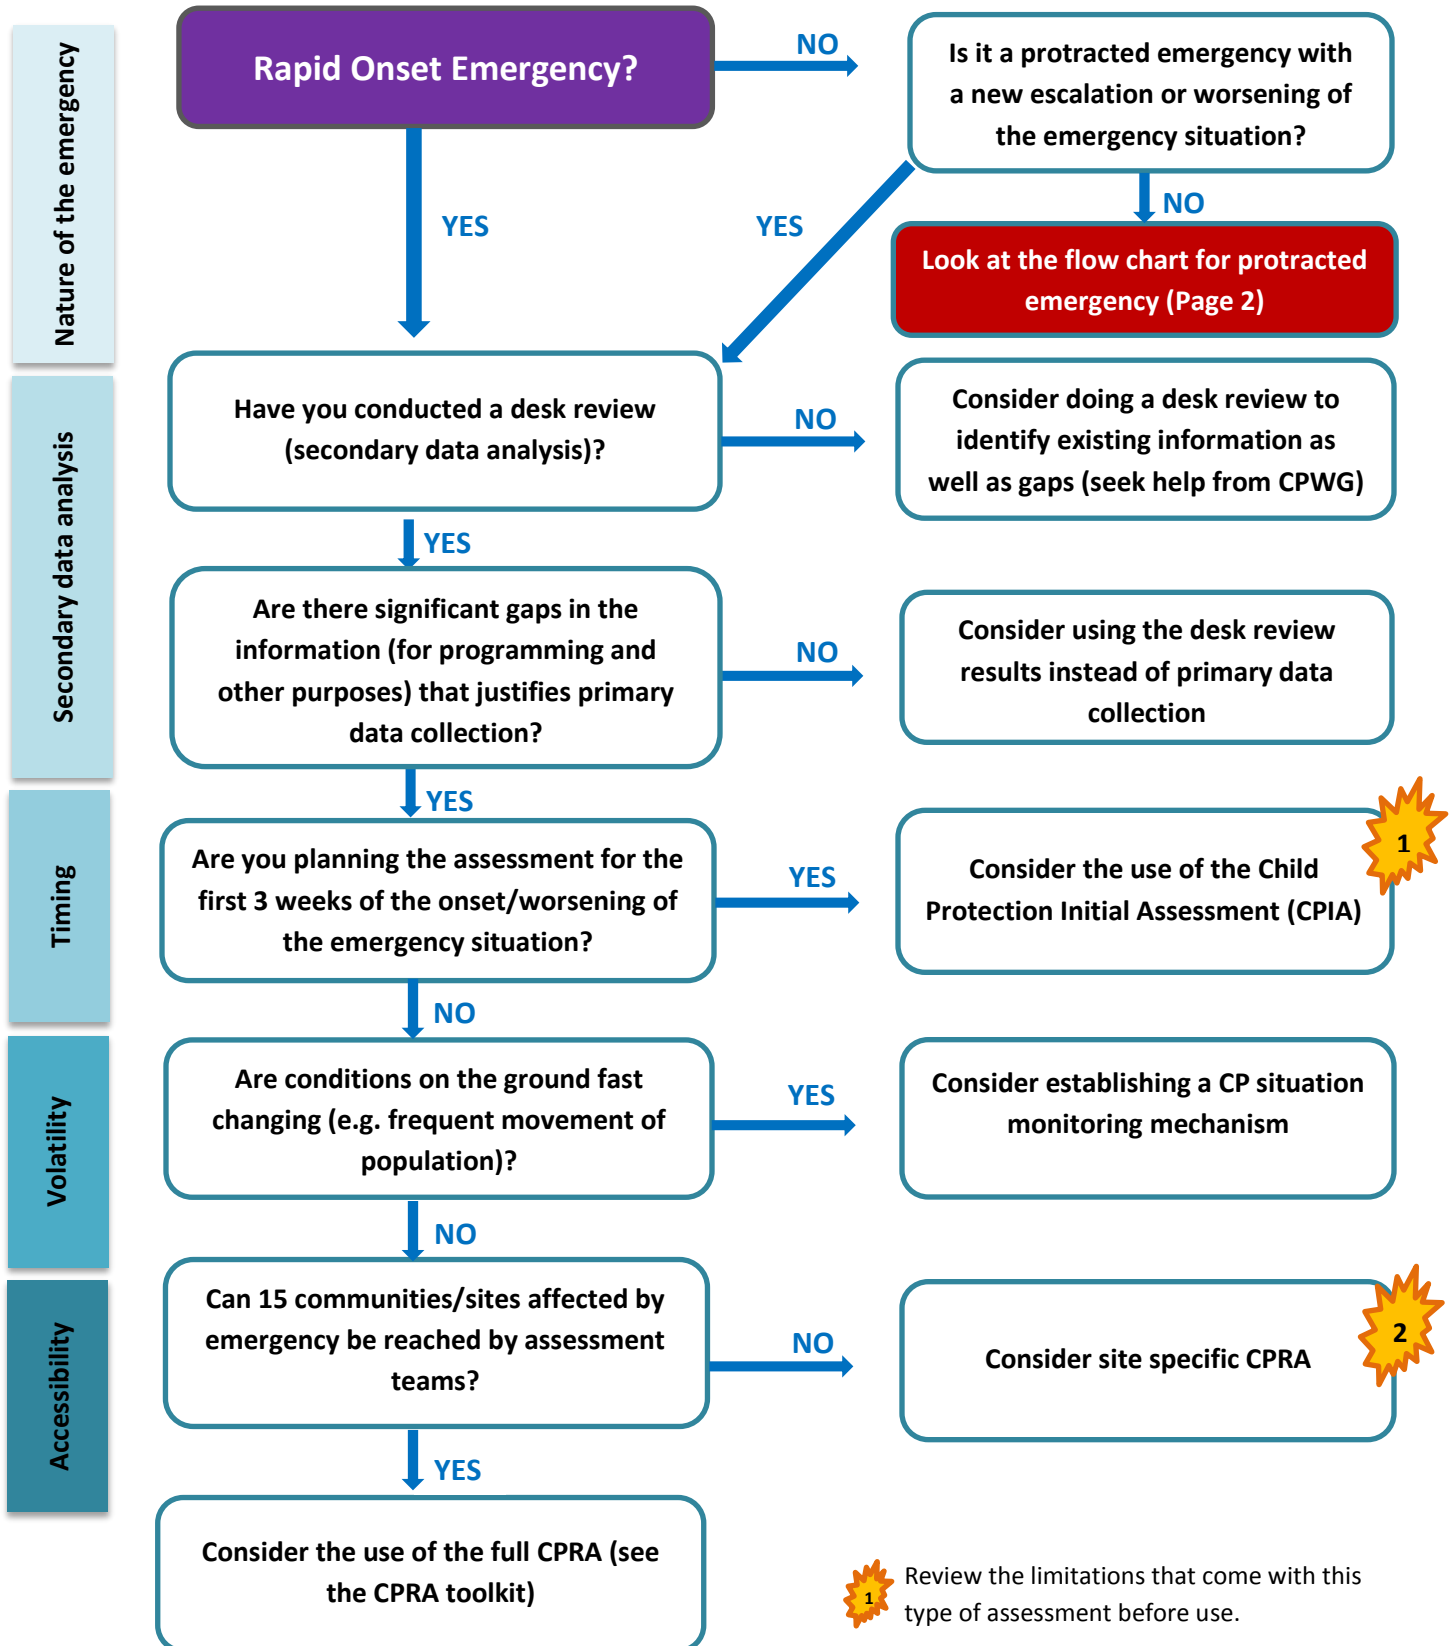 Nature of the emergency
Rapid Onset Emergency?
NO
Is it a protracted emergency with
a new escalation or worsening of
the emergency situation?
YES
YES
NO
Look at the flow chart for protracted
emergency (Page 2)
Secondary data analysis
Have you conducted a desk review
(secondary data analysis)?
NO
Consider doing a desk review to
identify existing information as
well as gaps (seek help from CPWG)
YES
Are there significant gaps in the
information (for programming and
other purposes) that justifies primary
data collection?
NO
Consider using the desk review
results instead of primary data
collection
YES
Timing
Are you planning the assessment for the
first 3 weeks of the onset/worsening of
the emergency situation?
YES
Consider the use of the Child
Protection Initial Assessment (CPIA)
1
NO
Volatility
Are conditions on the ground fast
changing (e.g. frequent movement of
population)?
YES
Consider establishing a CP situation
monitoring mechanism
NO
Accessibility
Can 15 communities/sites affected by
emergency be reached by assessment
teams?
NO
Consider site specific CPRA
2
YES
Consider the use of the full CPRA (see
the CPRA toolkit)
1
Review the limitations that come with this
type of assessment before use.